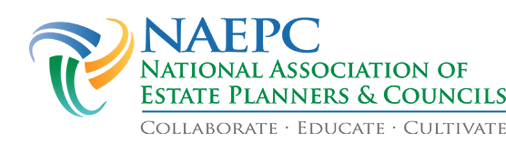 NAEPC
National Association of
Estate Planners & Councils
Collaborate · Educate · Cultivate